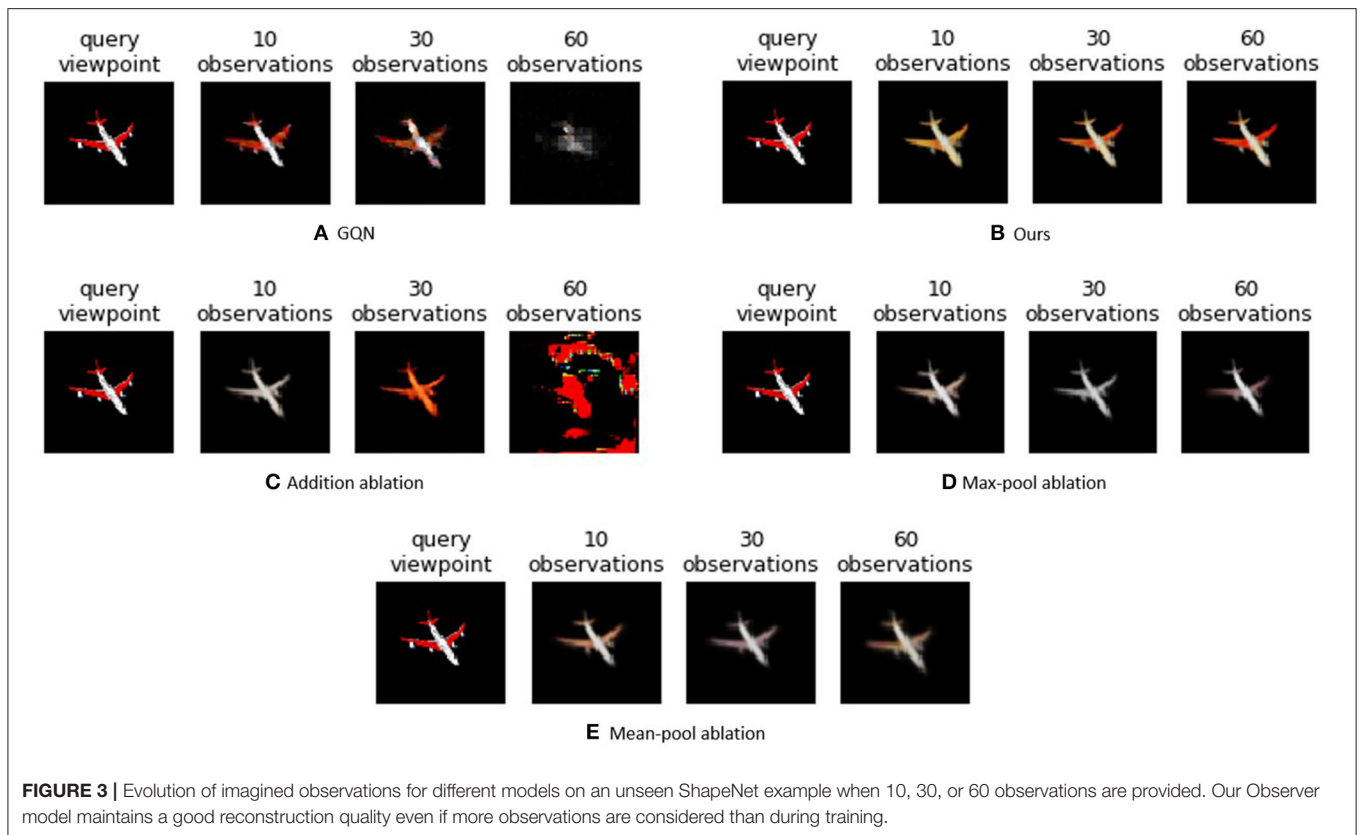 query viewpoint
10 observations
30 observations
60 observations
A GQN
query viewpoint
10 observations
30 observations
60 observations
B Ours
query viewpoint
10 observations
30 observations
60 observations
C Addition ablation
query viewpoint
10 observations
30 observations
60 observations
D Max-pool ablation
query viewpoint
10 observations
30 observations
60 observations
E Mean-pool ablation
FIGURE 3 | Evolution of imagined observations for different models on an unseen ShapeNet example when 10, 30, or 60 observations are provided. Our Observer
model maintains a good reconstruction quality even if more observations are considered than during training.